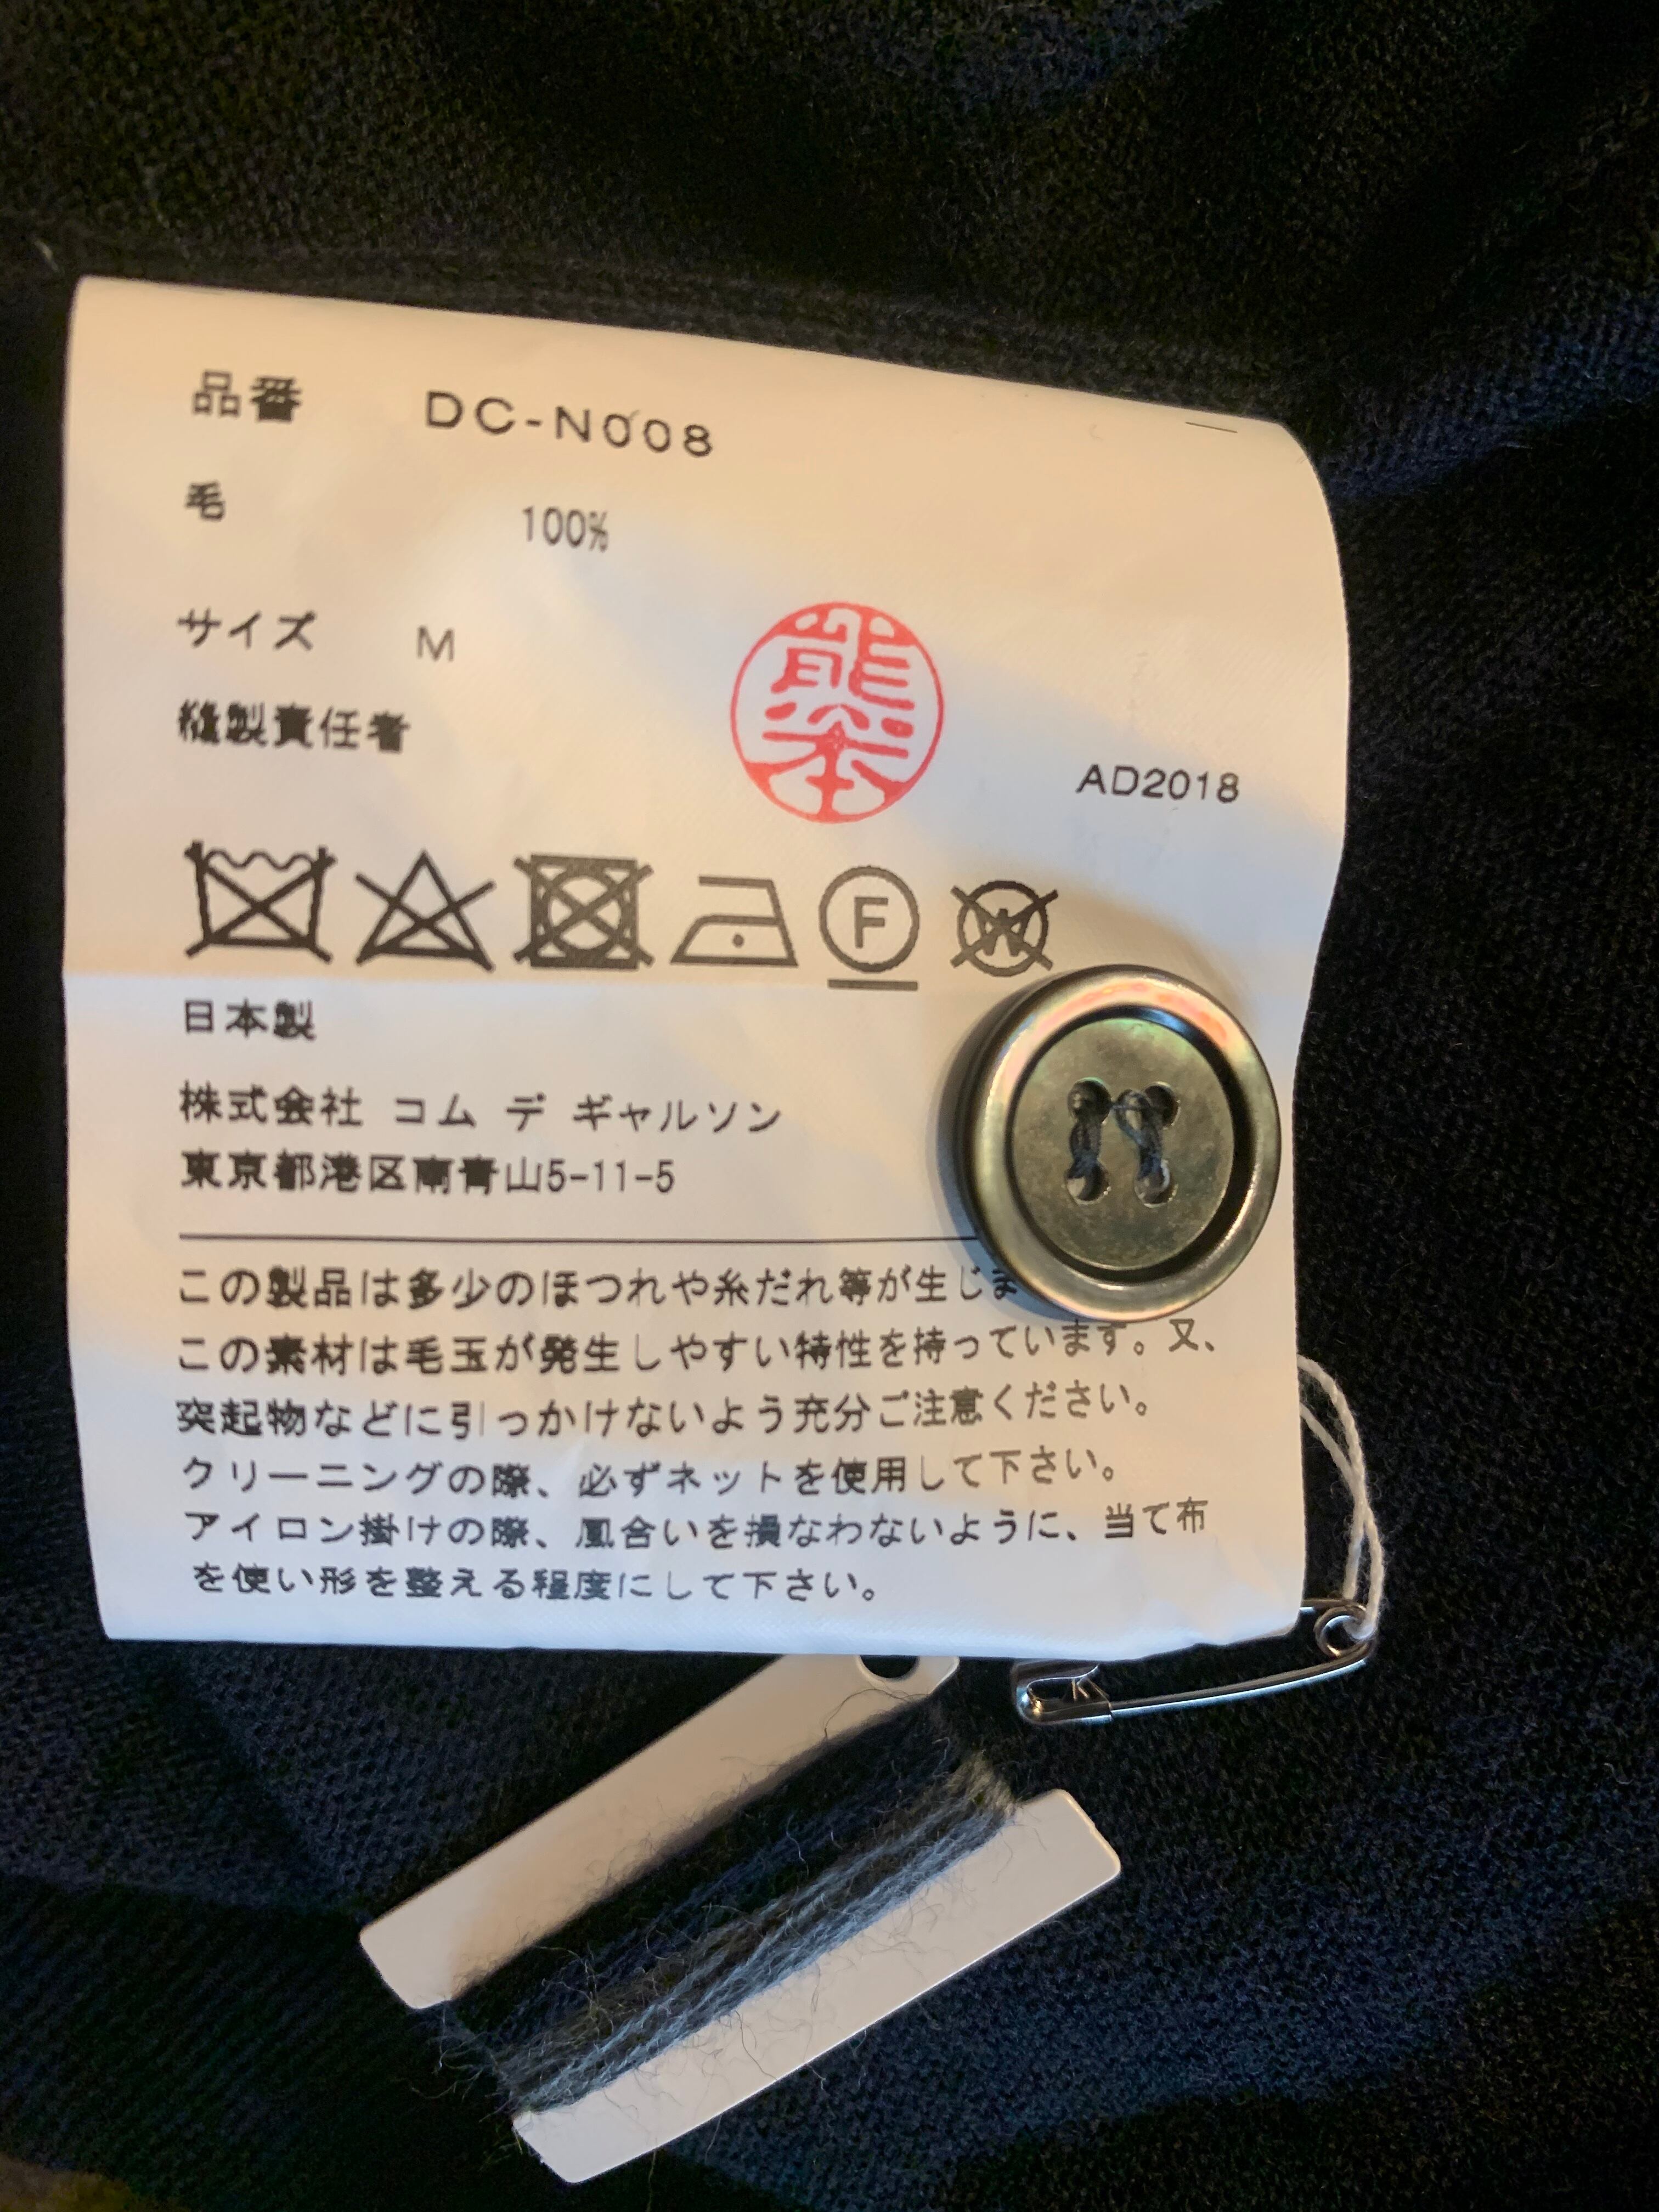 品番 DC-N008
毛 100%
サイズ M
縫製責任者
熊本
AD2018
F W
日本製
株式会社 コム デ ギャルソン
東京都港区南青山5-11-5
この製品は多少のほつれや糸だれ等が生じま
この素材は毛玉が発生しやすい特性を持っています。又、
突起物などに引っかけないよう充分ご注意ください。
クリーニングの際、必ずネットを使用して下さい。
アイロン掛けの際、風合いを損なわないように、当て布
を使い形を整える程度にして下さい。